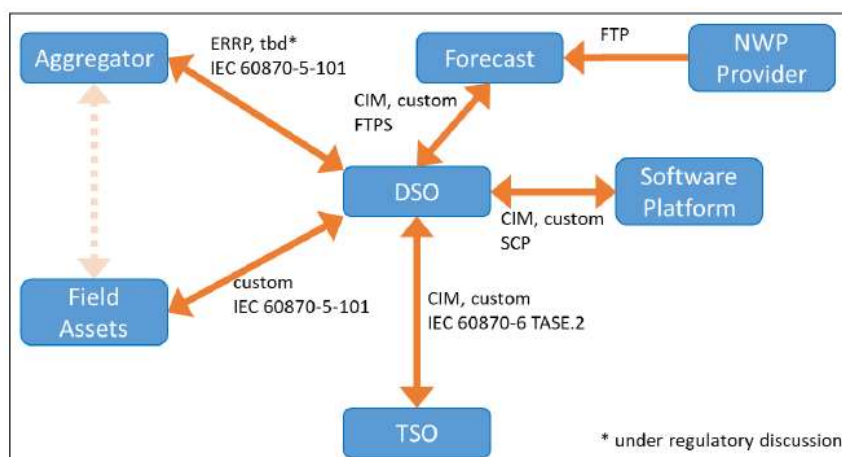 Aggregator
ERRP, tbd*
IEC 60870-5-101
Forecast
FTP
NWP
Provider
CIM, custom
FTPS
DSO
CIM, custom
SCP
Software
Platform
Field
Assets
custom
IEC 60870-5-101
CIM, custom
IEC 60870-6 TASE.2
TSO
* under regulatory discussion